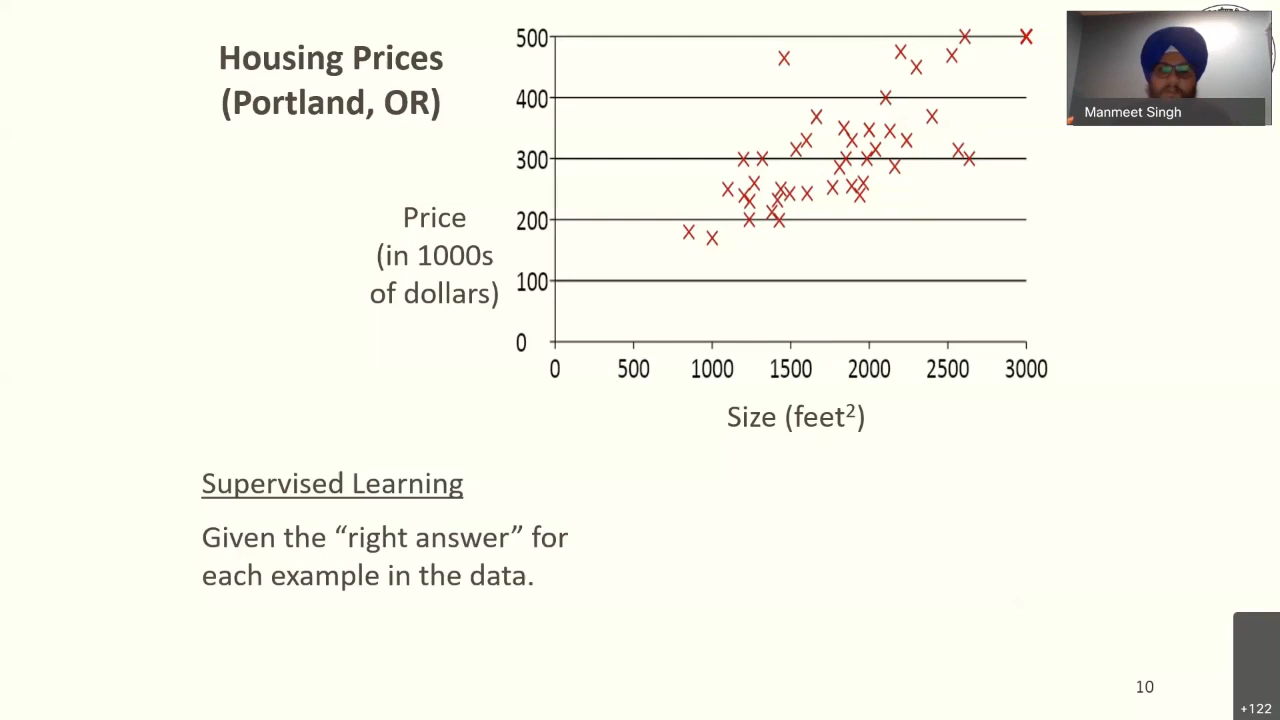 Housing Prices
(Portland, OR)
Price
(in 1000s
of dollars)
500
400
300
200
100
0
0 500 1000 1500 2000 2500 3000
Size (feet²)
Supervised Learning
Given the “right answer” for
each example in the data.
Manmeet Singh
10
+122